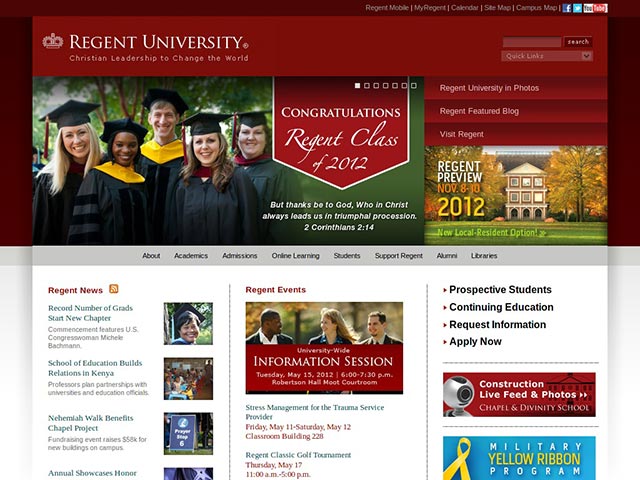 Regent Mobile | MyRegent | Calendar | Site Map | Campus Map |
You Tube
REGENT UNIVERSITY®
Christian Leadership to Change the World
search
Quick Links
CONGRATULATIONS
Regent Class
of 2012
But thanks be to God, Who in Christ
always leads us in triumphal procession.
2 Corinthians 2:14
Regent University in Photos
Regent Featured Blog
Visit Regent
REGENT
PREVIEW
NOV. 8-10
2012
New Local-Resident Option! »
About Academics Admissions Online Learning Students Support Regent Alumni Libraries
Regent News
Record Number of Grads
Start New Chapter
Commencement features U.S.
Congresswoman Michele
Bachmann.
School of Education Builds
Relations in Kenya
Professors plan partnerships with
universities and education officials.
Nehemiah Walk Benefits
Chapel Project
Fundraising event raises $58k for
new buildings on campus.
Prayer
Stop
6
Annual Showcases Honor
Regent Events
University-Wide
INFORMATION SESSION
Tuesday, May 15, 2012 | 6:00-7:30 p.m.
Robertson Hall Moot Courtroom
Stress Management for the Trauma Service
Provider
Friday, May 11-Saturday, May 12
Classroom Building 228
Regent Classic Golf Tournament
Thursday, May 17
11:00 a.m.-5:00 p.m.
Prospective Students
Continuing Education
Request Information
Apply Now
Construction
Live Feed & Photos »
CHAPEL & DIVINITY SCHOOL
MILITARY
YELLOW RIBBON
PROGRAM